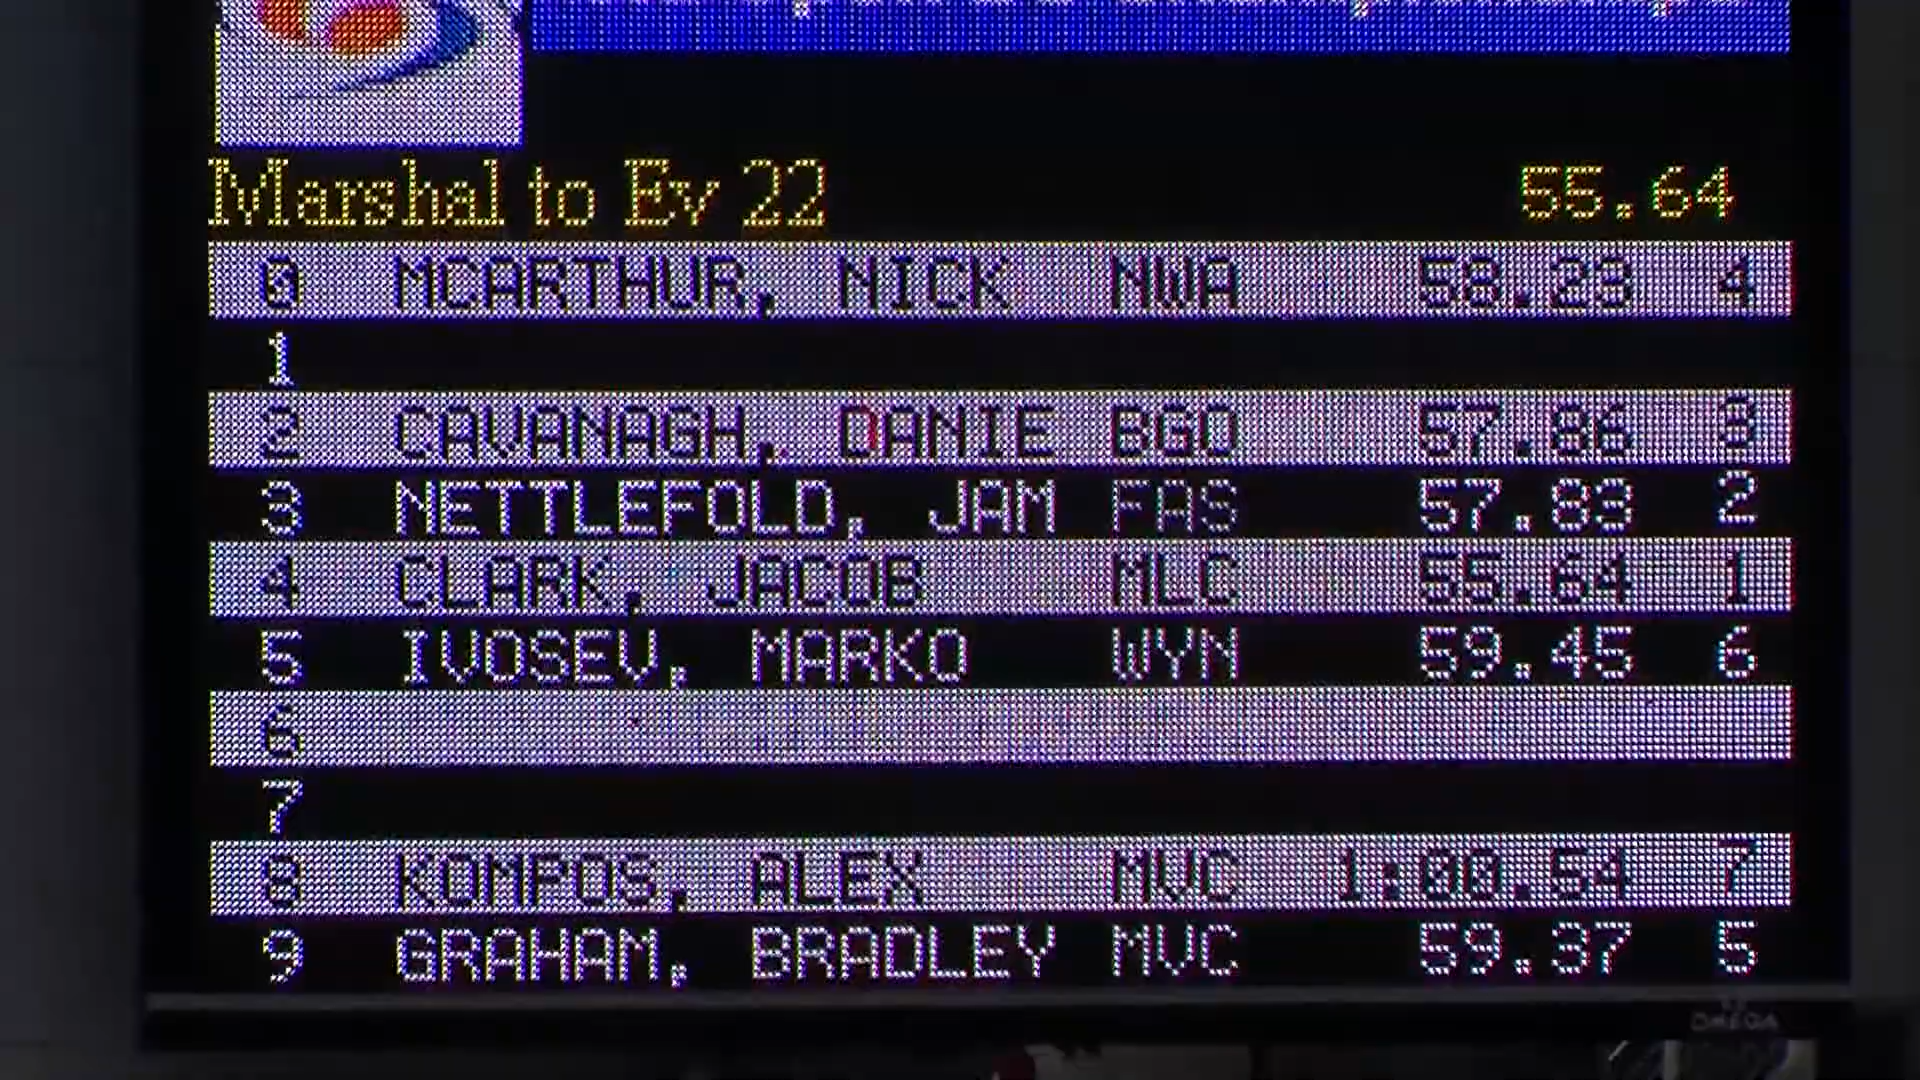 Marshal to Ev 22 55.64
0 MCARTHUR, NICK NWA 58.23 4
1
2 CAVANAGH, DANIE BGO 57.86 3
3 NETTLEFOLD, JAM FAS 57.83 2
4 CLARK, JACOB MLC 55.64 1
5 IVOSEV, MARKO WYN 59.45 6
6
7
8 KOMPOS, ALEX MVC 1:00.54 7
9 GRAHAM, BRADLEY MVC 59.37 5
OMEGA